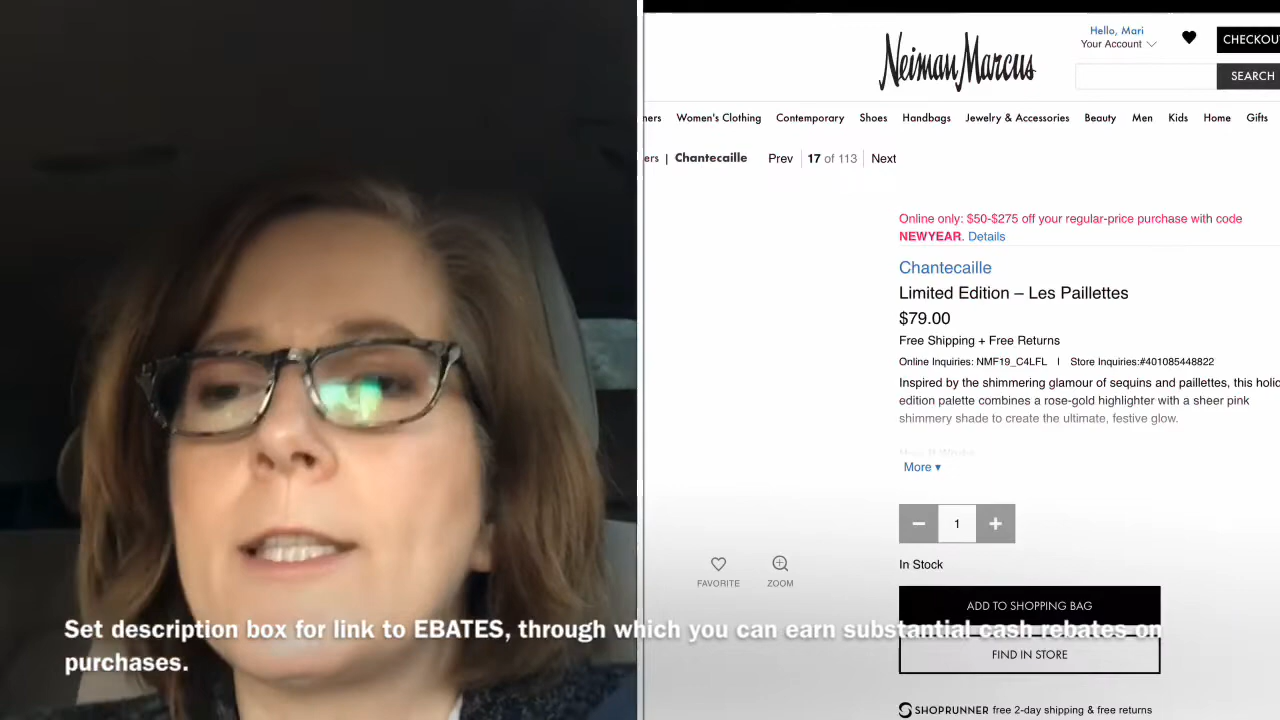 Hello, Mari
Your Account
CHECKOU
Neiman Marcus
SEARCH
ners Women's Clothing Contemporary Shoes Handbags Jewelry & Accessories Beauty Men Kids Home Gifts
ers | Chantecaille Prev 17 of 113 Next
Online only: $50-$275 off your regular-price purchase with code
NEWYEAR. Details
Chantecaille
Limited Edition – Les Paillettes
$79.00
Free Shipping + Free Returns
Online Inquiries: NMF19_C4LFL | Store Inquiries:#401085448822
Inspired by the shimmering glamour of sequins and paillettes, this holid
edition palette combines a rose-gold highlighter with a sheer pink
shimmery shade to create the ultimate, festive glow.
More ▾
− 1 +
In Stock
FAVORITE ZOOM
ADD TO SHOPPING BAG
Set description box for link to EBATES, through which you can earn substantial cash rebates on
purchases.
FIND IN STORE
SHOPRUNNER free 2-day shipping & free returns